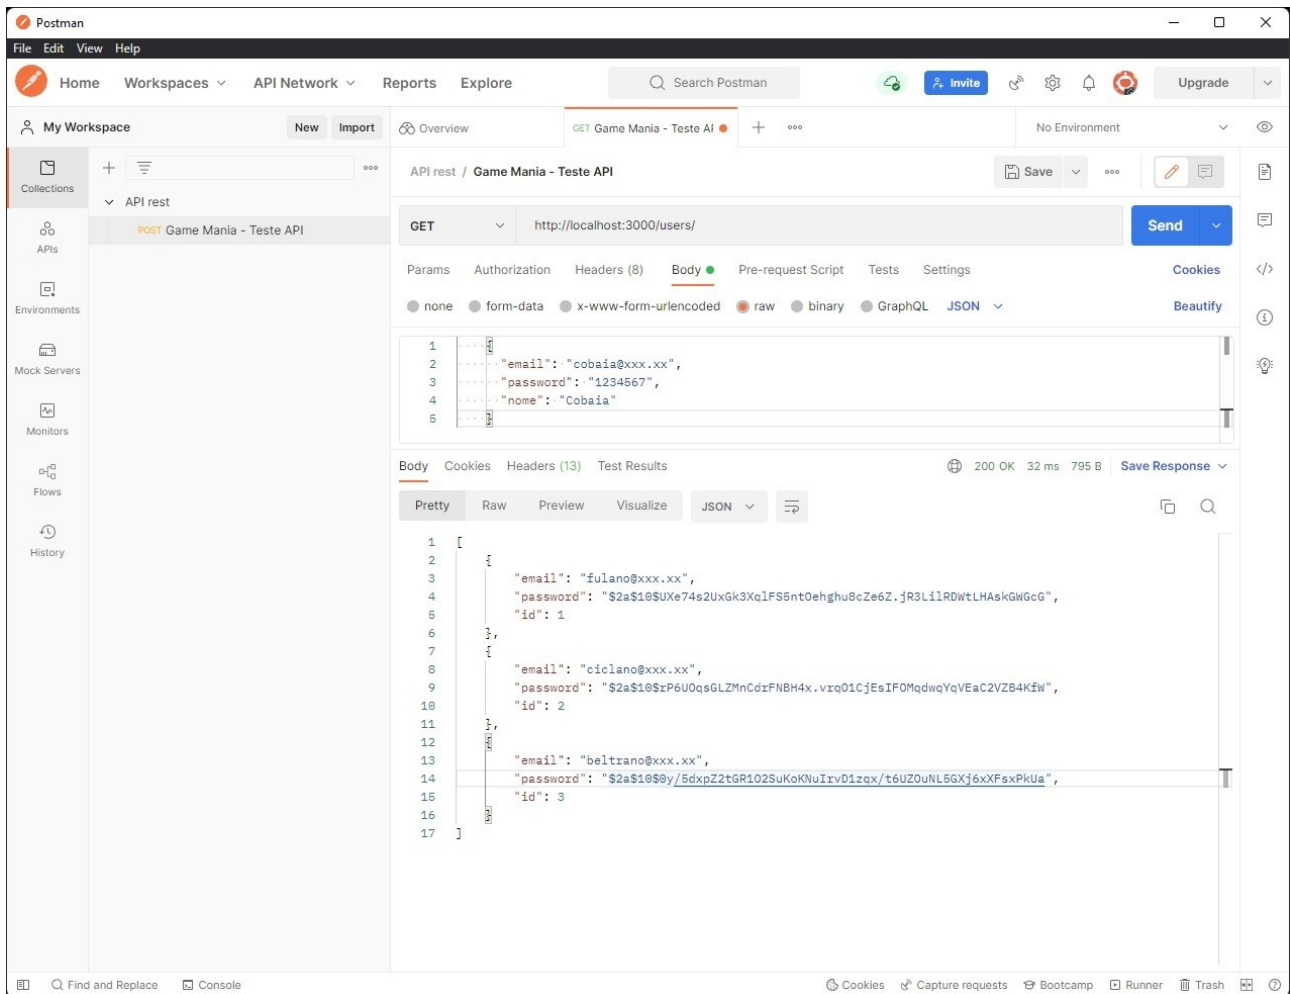 Postman
File Edit View Help
Home Workspaces API Network Reports Explore Search Postman Invite Upgrade
My Workspace New Import Overview GET Game Mania - Teste AI No Environment
Collections
APIs
Environments
Mock Servers
Monitors
Flows
History
API rest
POST Game Mania - Teste API
API rest / Game Mania - Teste API Save
GET http://localhost:3000/users/ Send
Params Authorization Headers (8) Body Pre-request Script Tests Settings Cookies
none form-data x-www-form-urlencoded raw binary GraphQL JSON Beautify
1 {
2 "email": "cobaia@xxx.xx",
3 "password": "1234567",
4 "nome": "Cobaia"
5 }
Body Cookies Headers (13) Test Results 200 OK 32 ms 795 B Save Response
Pretty Raw Preview Visualize JSON
1 [
2 {
3 "email": "fulano@xxx.xx",
4 "password": "$2a$10$UXe74s2UxGk3XqlFS5ntOehghu8cZe6Z.jR3LilRDWtLHAskGWGcG",
5 "id": 1
6 },
7 {
8 "email": "ciclano@xxx.xx",
9 "password": "$2a$10$rP6UOqsGLZMnCdrFNBH4x.vrqO1CjEsIFOMqdwqYqVEaC2VZB4KfW",
10 "id": 2
11 },
12 {
13 "email": "beltrano@xxx.xx",
14 "password": "$2a$10$0y/5dxpZ2tGR1O2SuKoKNuIrvD1zqx/t6UZOuNL5GXj6xXFsxPkUa",
15 "id": 3
16 }
17 ]
Find and Replace Console Cookies Capture requests Bootcamp Runner Trash